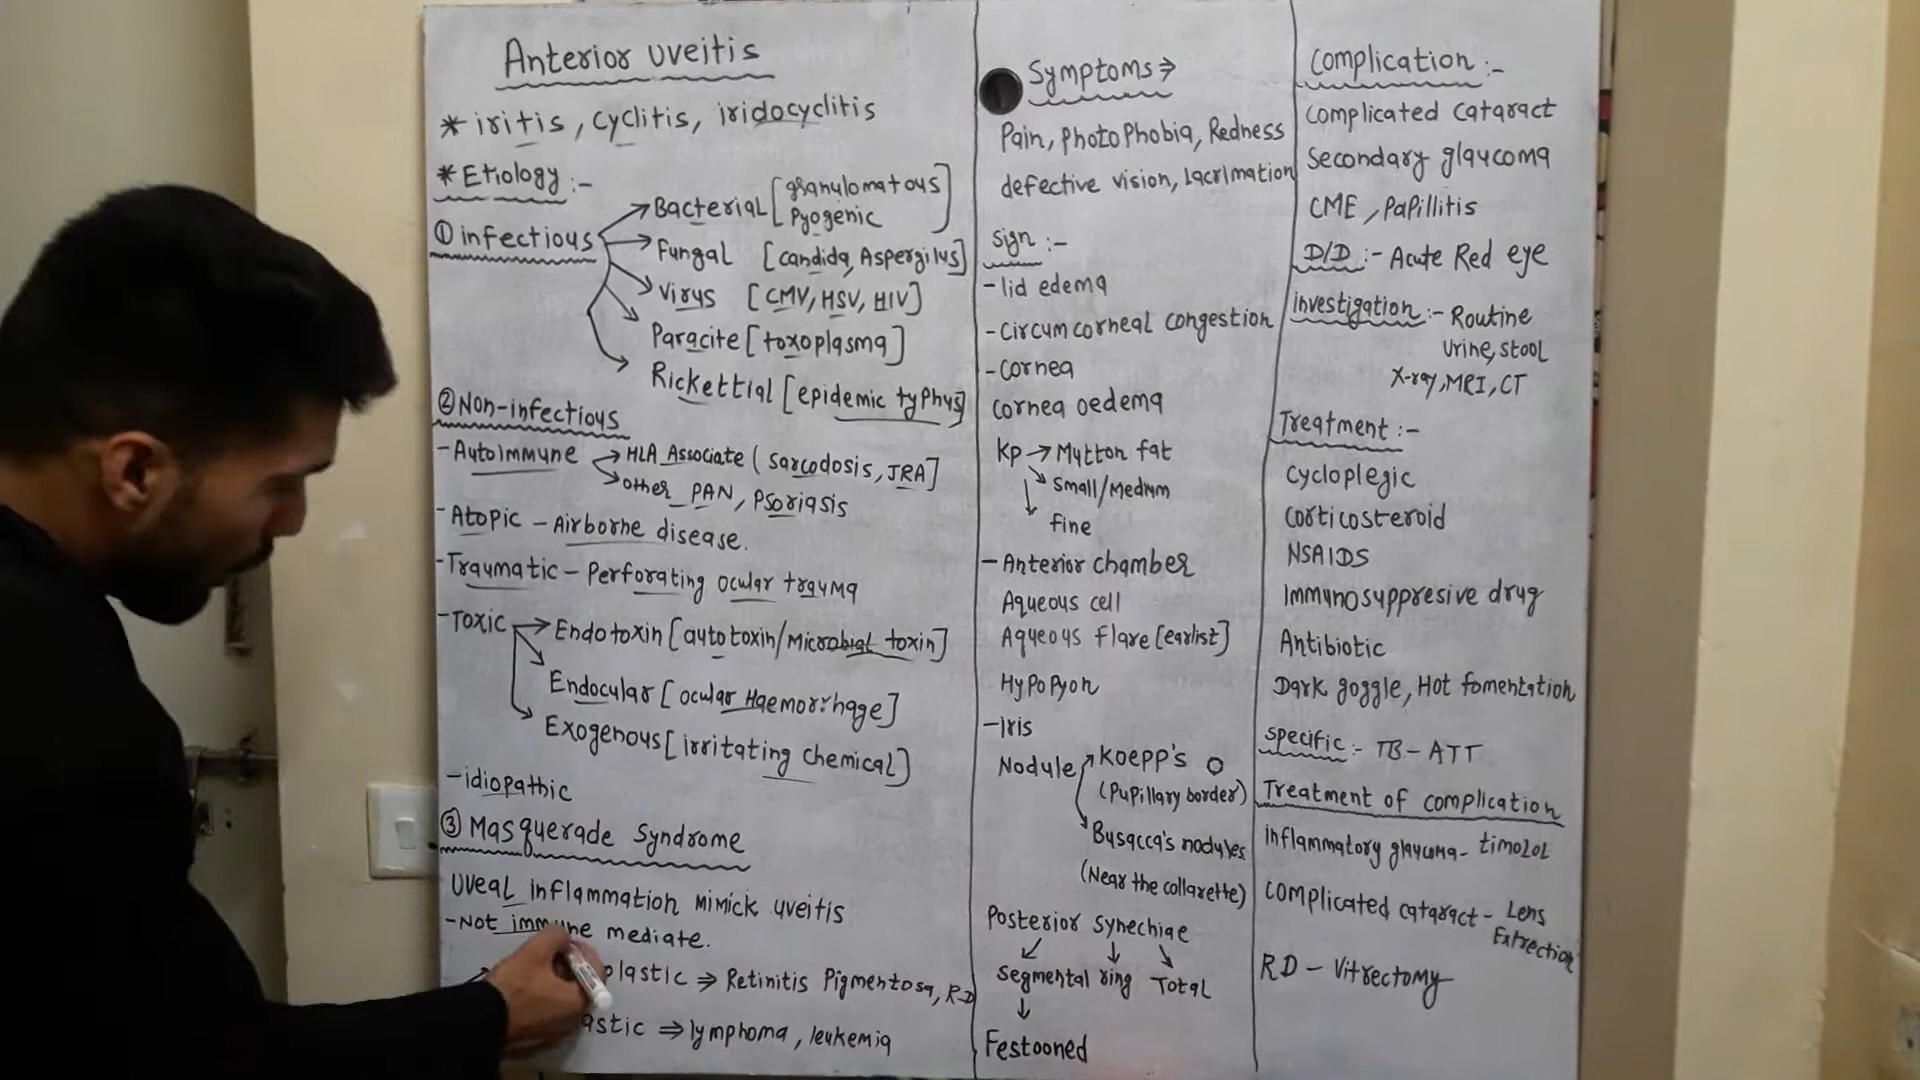 Anterior uveitis
* iritis, cyclitis, iridocyclitis
* Etiology :-
① infectious
Bacterial [granulomatous
Pyogenic]
Fungal [candida, Aspergilus]
Virus [CMV, HSV, HIV]
Paracite [toxoplasma]
Rickettial [epidemic typhus]
② Non-infectious
- Autoimmune → HLA Associate (sarcodosis, JRA]
→ other PAN, Psoriasis
- Atopic - Airborne disease.
- Traumatic - Perforating ocular trauma
- Toxic → Endotoxin [autotoxin/Microbial toxin]
Endocular [ocular Haemorrhage]
Exogenous [irritating chemical]
- idiopathic
③ Masquerade Syndrome
Uveal inflammation mimick uveitis
- Not immune mediate.
plastic ⇒ Retinitis Pigmentosa, RD
astic ⇒ lymphoma, leukemia
Symptoms ⇒
Pain, PhotoPhobia, Redness
defective vision, lacrimation
Sign :-
- lid edema
- Circumcorneal congestion
- Cornea
Cornea oedema
KP → Mutton fat
↘ Small/Medium
↓ fine
- Anterior chamber
Aqueous cell
Aqueous flare [earlist]
HyPoPyon
- Iris
Nodule Koepp's
(Pupillary border)
Busacca's nodules
(Near the collarette)
Posterior synechiae
Segmental ring Total
Festooned
Complication :-
Complicated Cataract
Secondary glaucoma
CME, PaPillitis
D/D :- Acute Red eye
investigation :- Routine
Urine, stool
X-ray, MRI, CT
Treatment :-
Cycloplegic
Corticosteroid
NSAIDS
Immunosuppresive drug
Antibiotic
Dark goggle, Hot fomentation
Specific :- TB - ATT
Treatment of complication
inflammatory glaucoma - timolol
Complicated cataract - Lens
Extrection
RD - Vitrectomy